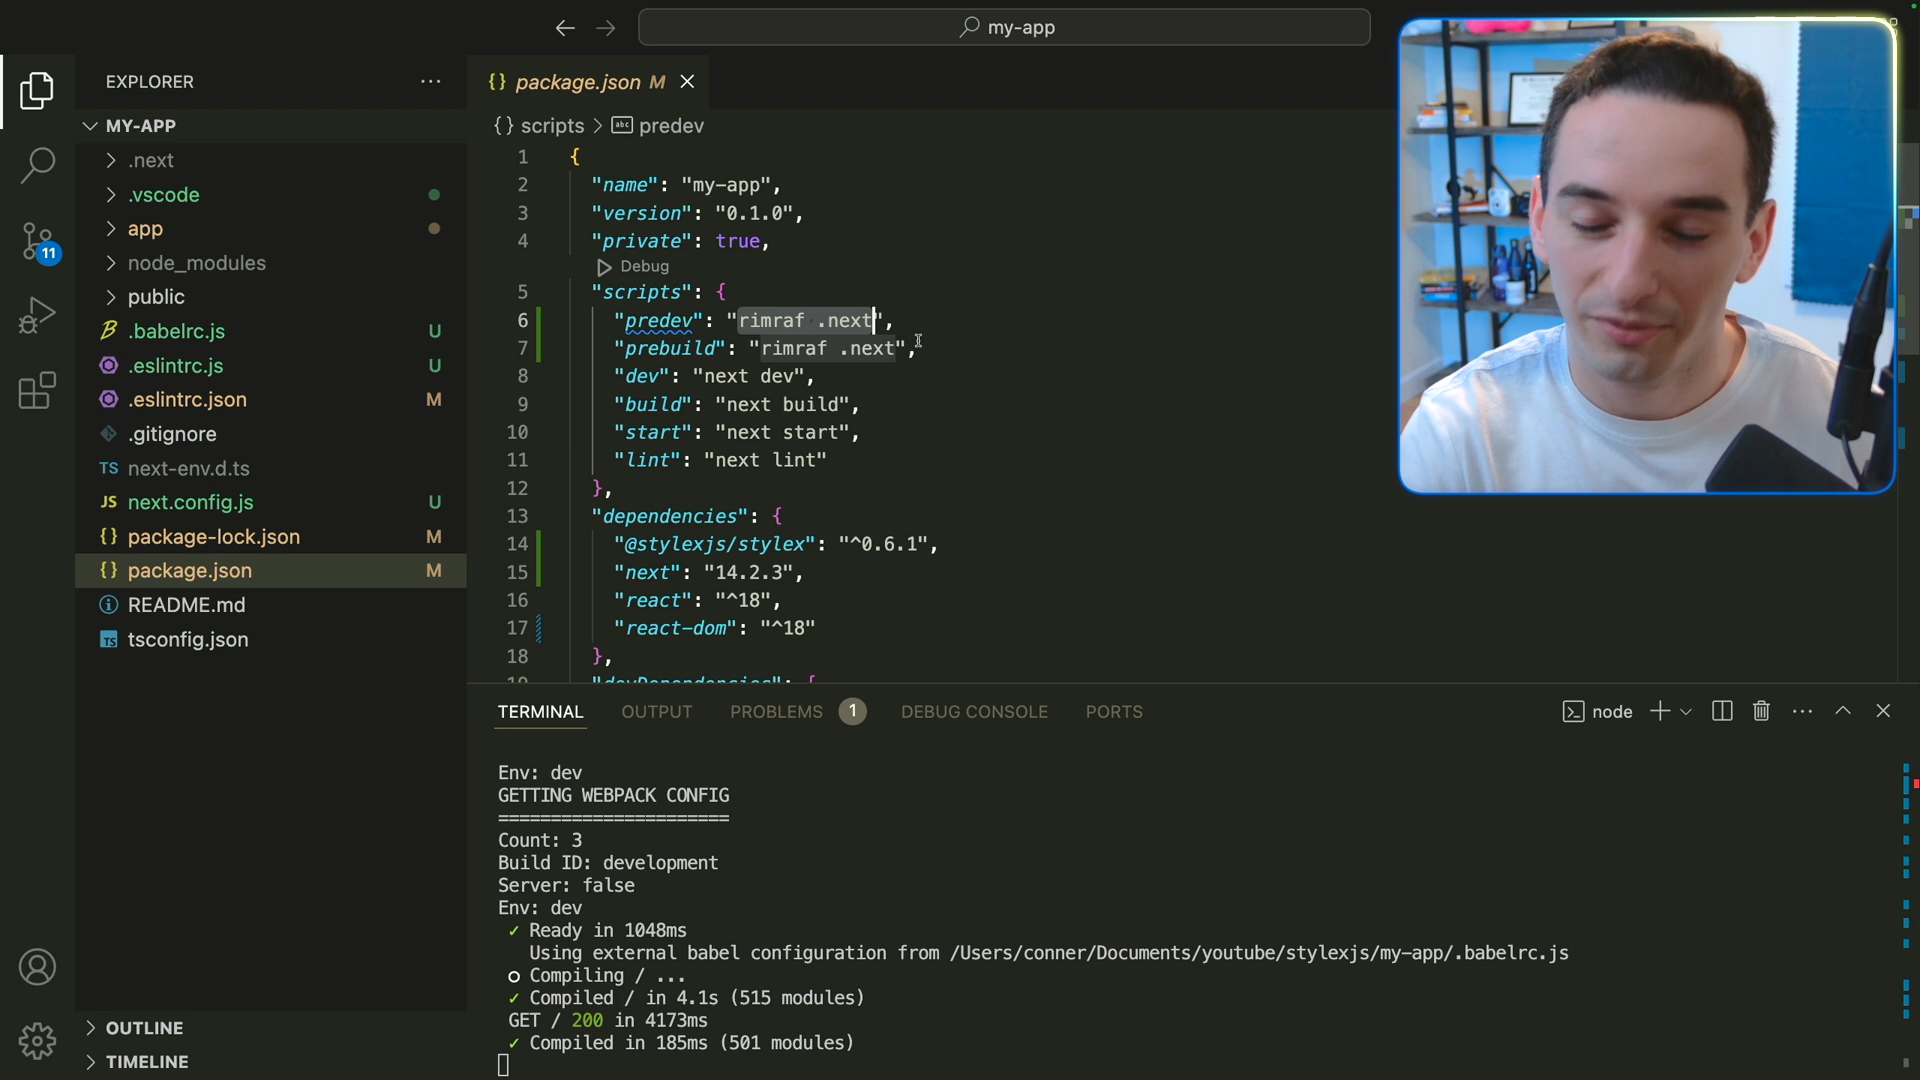 my-app
EXPLORER
MY-APP
.next
.vscode
app
node_modules
public
.babelrc.js U
.eslintrc.js U
.eslintrc.json M
.gitignore
TS next-env.d.ts
JS next.config.js U
{} package-lock.json M
{} package.json M
README.md
TS tsconfig.json
OUTLINE
TIMELINE
11
{} package.json M
{} scripts > abc predev
1 {
2 "name": "my-app",
3 "version": "0.1.0",
4 "private": true,
Debug
5 "scripts": {
6 "predev": "rimraf .next",
7 "prebuild": "rimraf .next",
8 "dev": "next dev",
9 "build": "next build",
10 "start": "next start",
11 "lint": "next lint"
12 },
13 "dependencies": {
14 "@stylexjs/stylex": "^0.6.1",
15 "next": "14.2.3",
16 "react": "^18",
17 "react-dom": "^18"
18 },
19 "devDependencies": {
TERMINAL OUTPUT PROBLEMS 1 DEBUG CONSOLE PORTS
node
Env: dev
GETTING WEBPACK CONFIG
======================
Count: 3
Build ID: development
Server: false
Env: dev
✓ Ready in 1048ms
Using external babel configuration from /Users/conner/Documents/youtube/stylexjs/my-app/.babelrc.js
○ Compiling / ...
✓ Compiled / in 4.1s (515 modules)
GET / 200 in 4173ms
✓ Compiled in 185ms (501 modules)